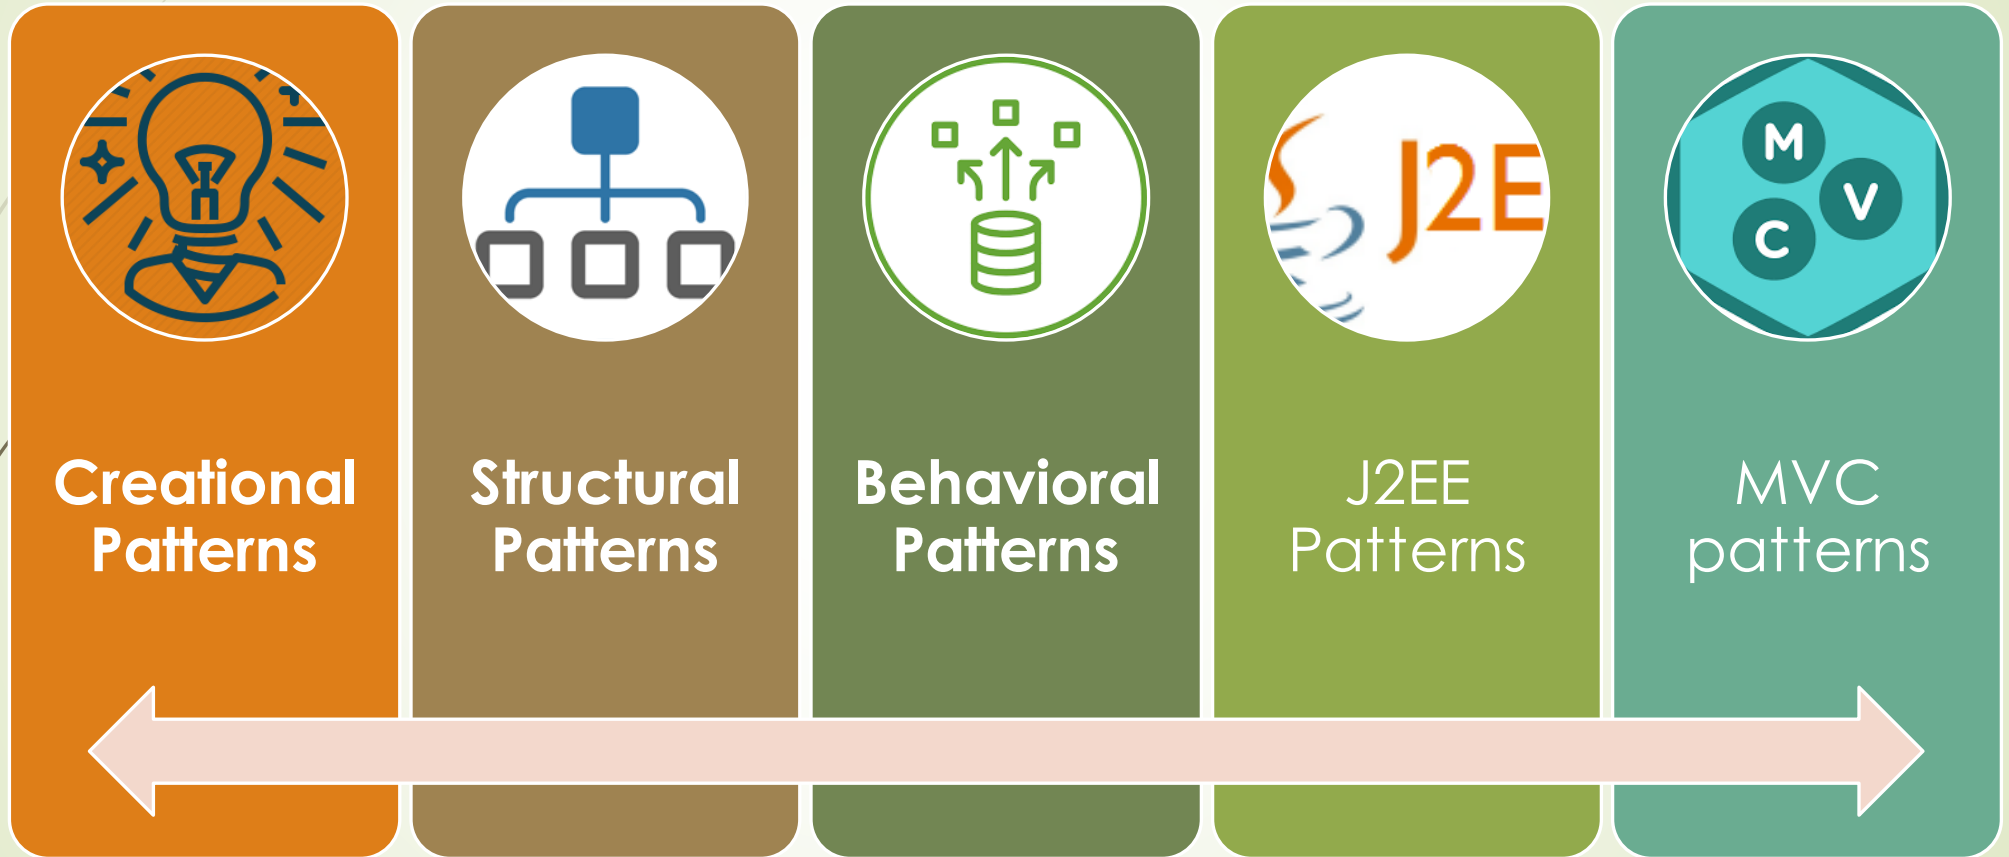 J2E
M
V
C
Creational
Patterns
Structural
Patterns
Behavioral
Patterns
J2EE
Patterns
MVC
patterns